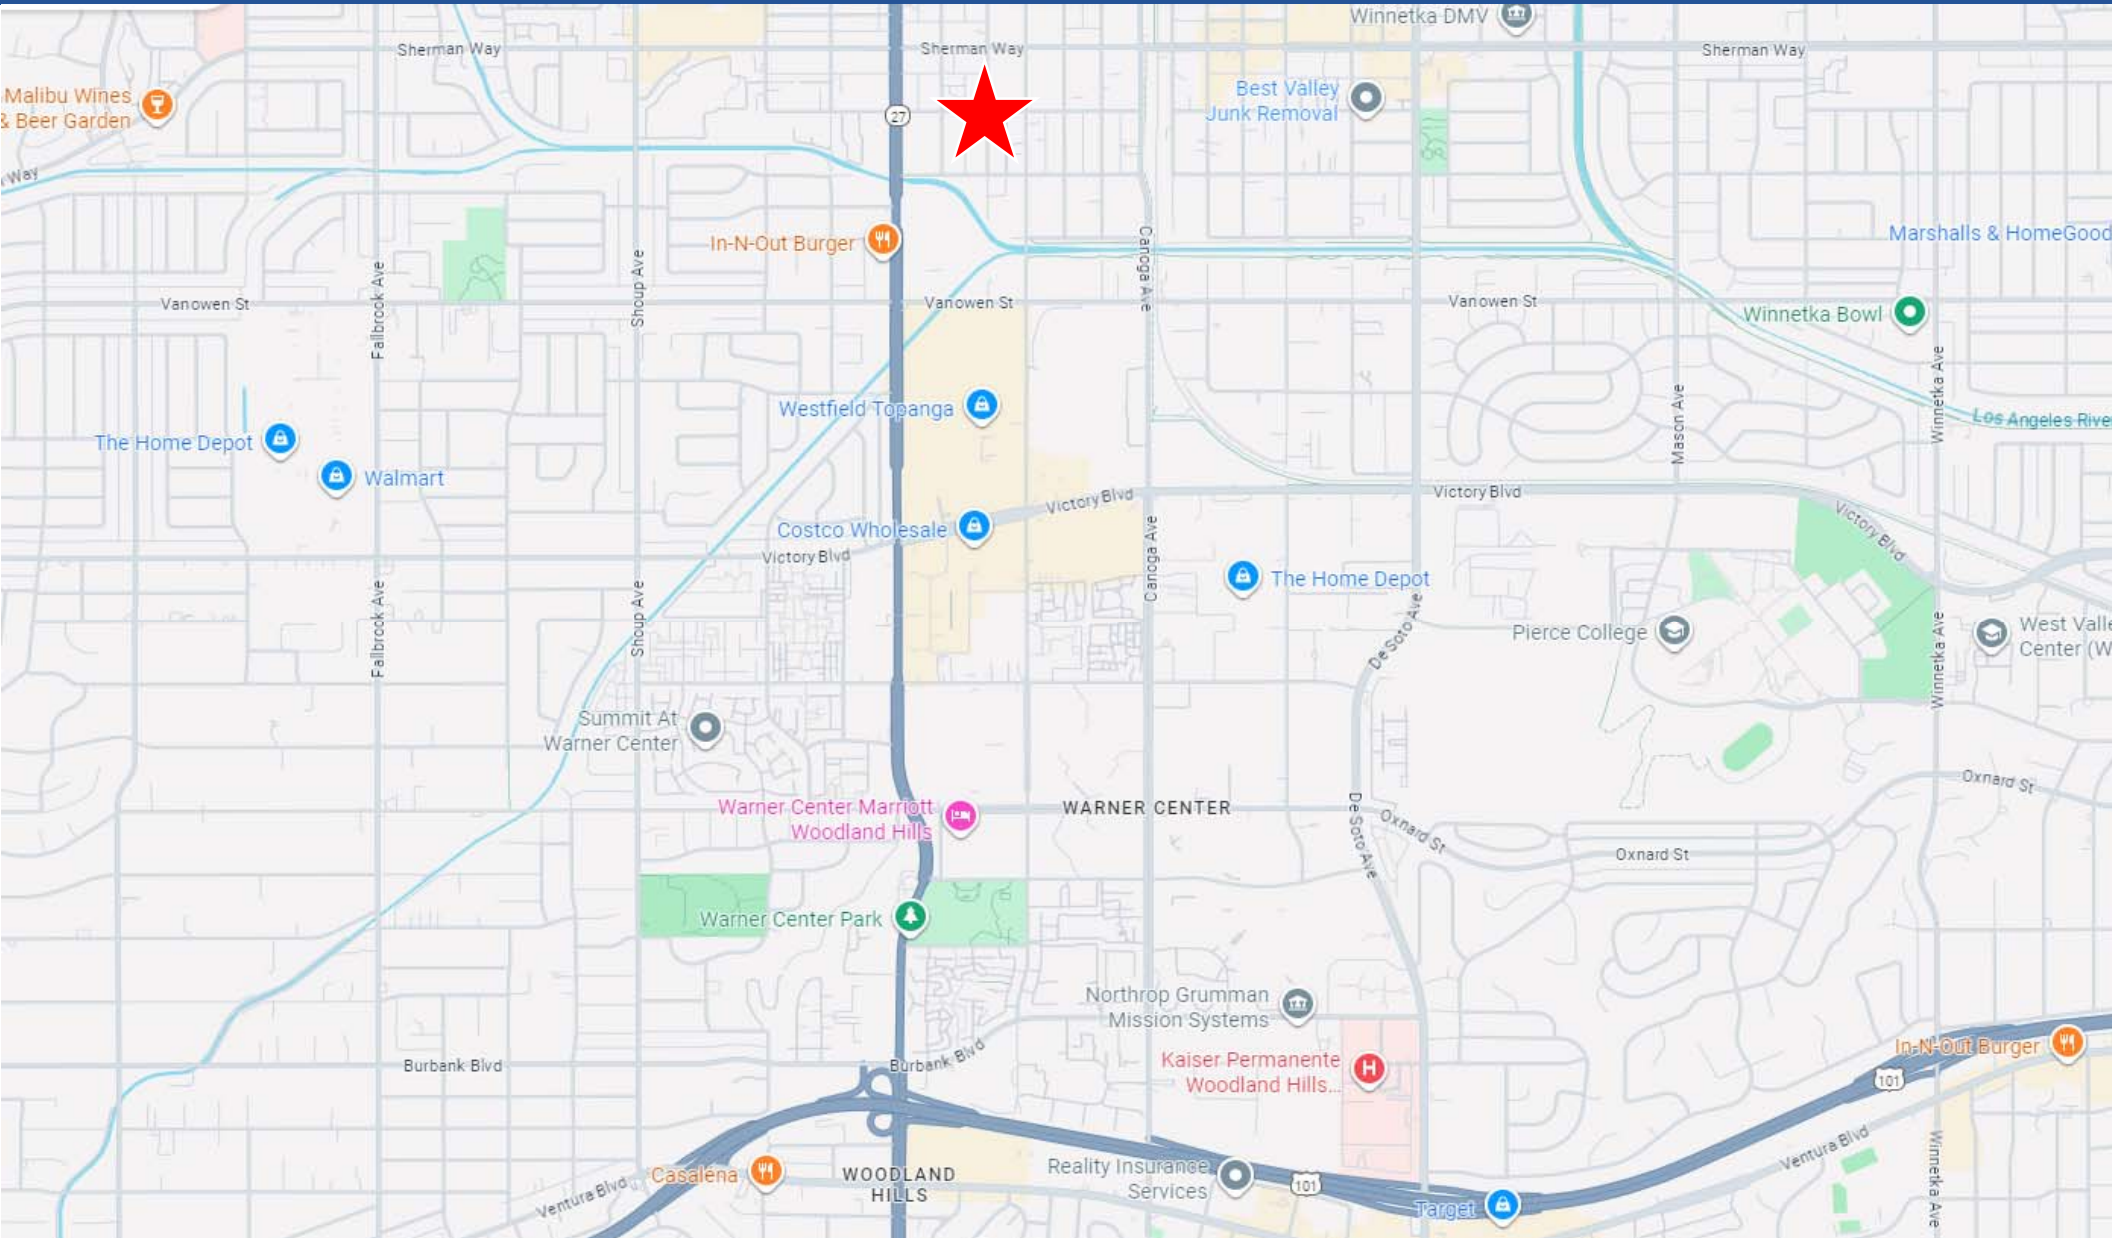 Winnetka DMV
Sherman Way
Sherman Way
Sherman Way
Malibu Wines
& Beer Garden
27
Best Valley
Junk Removal
Way
In-N-Out Burger
Marshalls & HomeGood
Canoga Ave
Fallbrook Ave
Shoup Ave
Vanowen St
Vanowen St
Vanowen St
Winnetka Bowl
Winnetka Ave
Mason Ave
Westfield Topanga
Los Angeles Rive
The Home Depot
Walmart
Victory Blvd
Victory Blvd
Victory Blvd
Costco Wholesale
Victory Blvd
Canoga Ave
The Home Depot
Fallbrook Ave
Shoup Ave
De Soto Ave
Pierce College
Winnetka Ave
West Valle
Center (W
Summit At
Warner Center
Oxnard St
Warner Center Marriott
Woodland Hills
WARNER CENTER
De Soto Ave
Oxnard St
Oxnard St
Warner Center Park
Northrop Grumman
Mission Systems
Burbank Blvd
Burbank Blvd
Kaiser Permanente
Woodland Hills...
In-N-Out Burger
101
Ventura Blvd
Winnetka Ave
Casaléna
WOODLAND
HILLS
Reality Insurance
Services
101
Ventura Blvd
Target
H